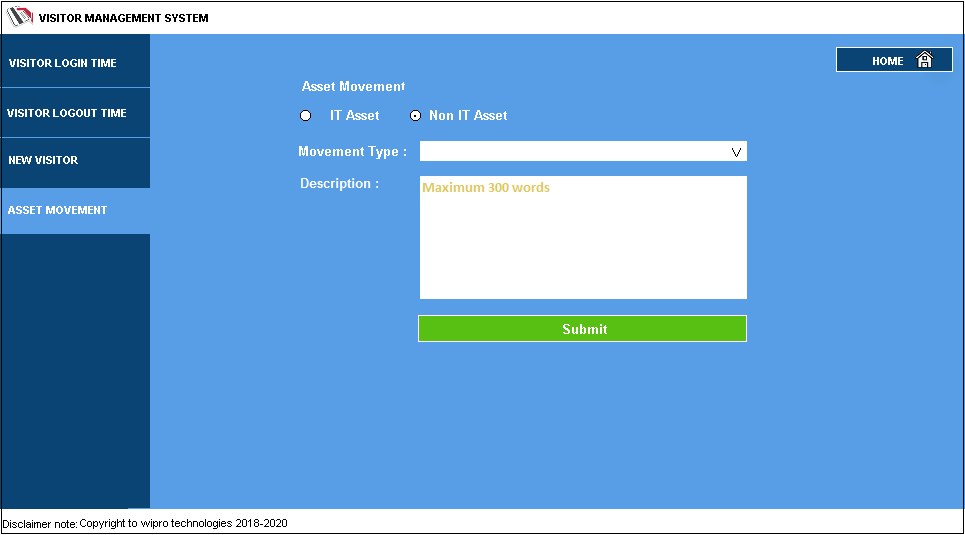 VISITOR MANAGEMENT SYSTEM
VISITOR LOGIN TIME
VISITOR LOGOUT TIME
NEW VISITOR
ASSET MOVEMENT
HOME
Asset Movement
IT Asset Non IT Asset
Movement Type : V
Description :
Maximum 300 words
Submit
Disclaimer note: Copyright to wipro technologies 2018-2020